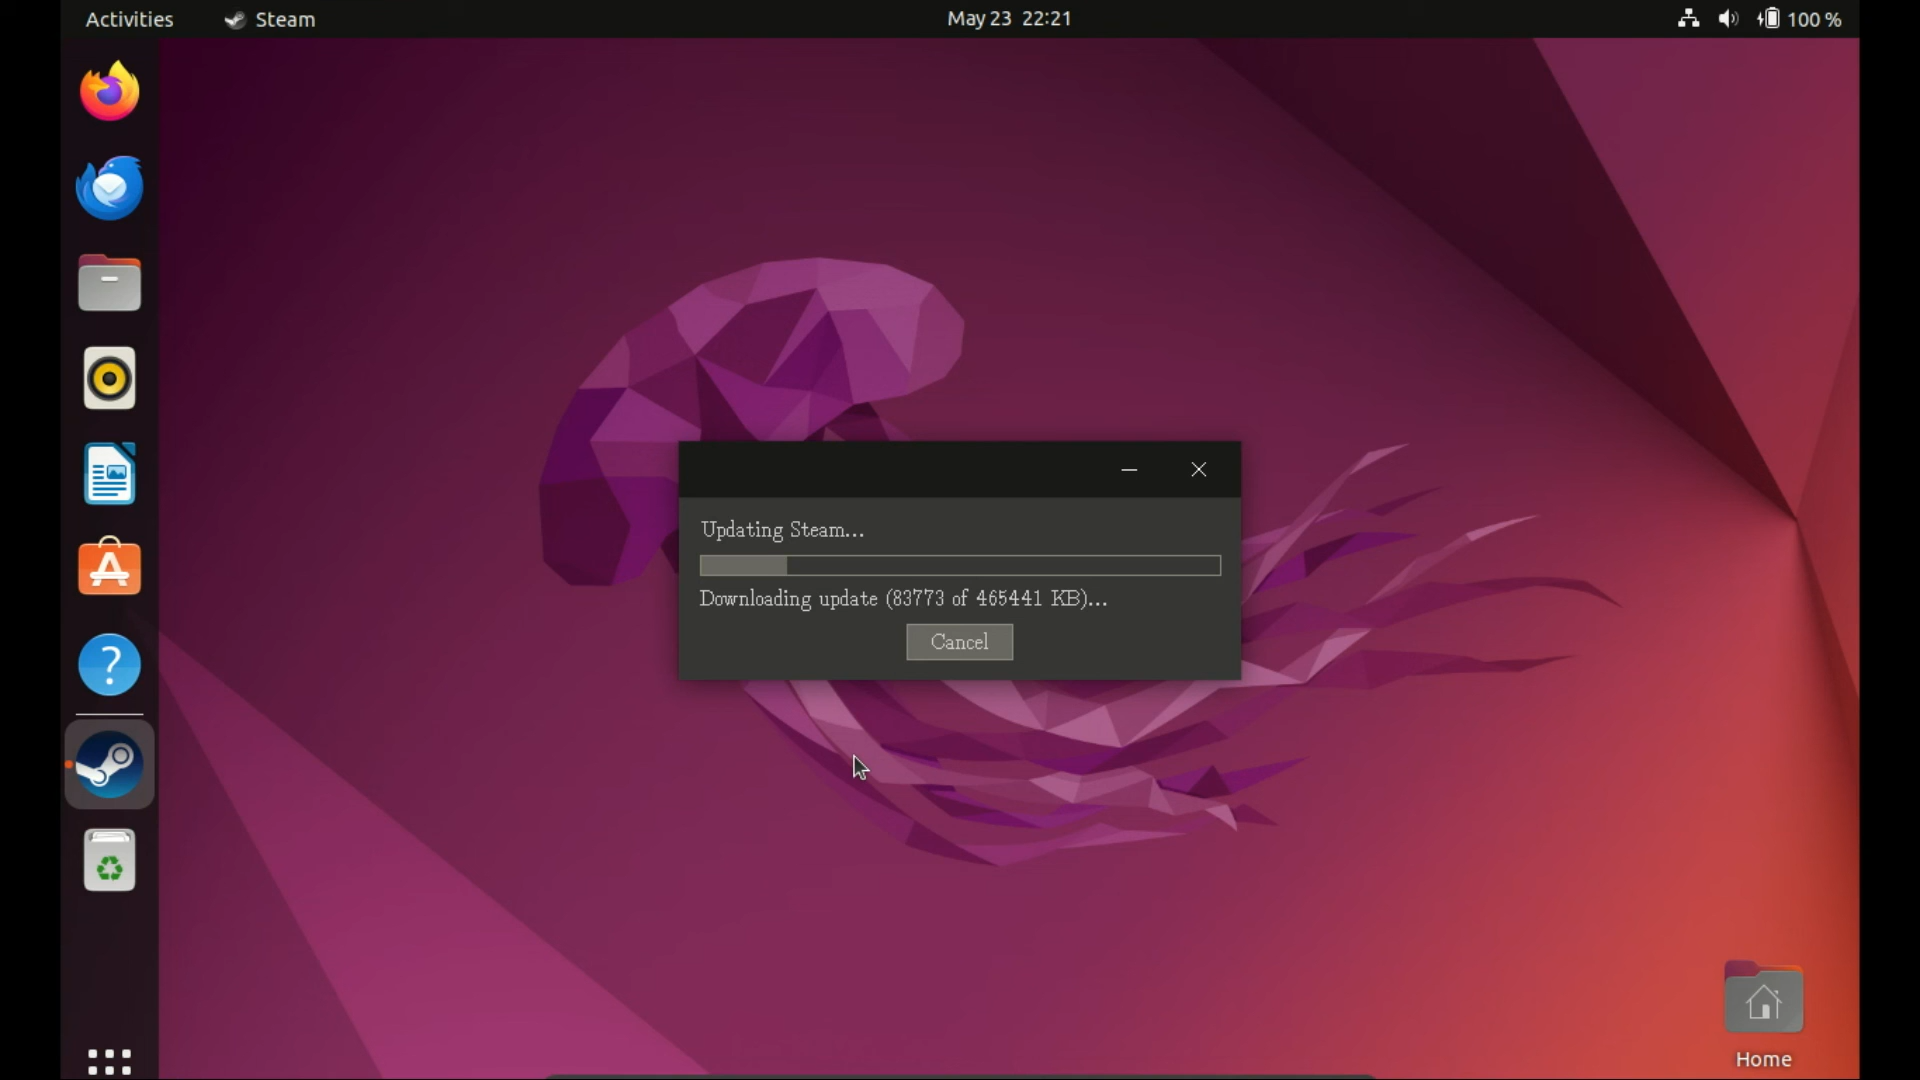 Activities Steam May 23 22:21 100 %
Updating Steam...
Downloading update (83773 of 465441 KB)...
Cancel
Home